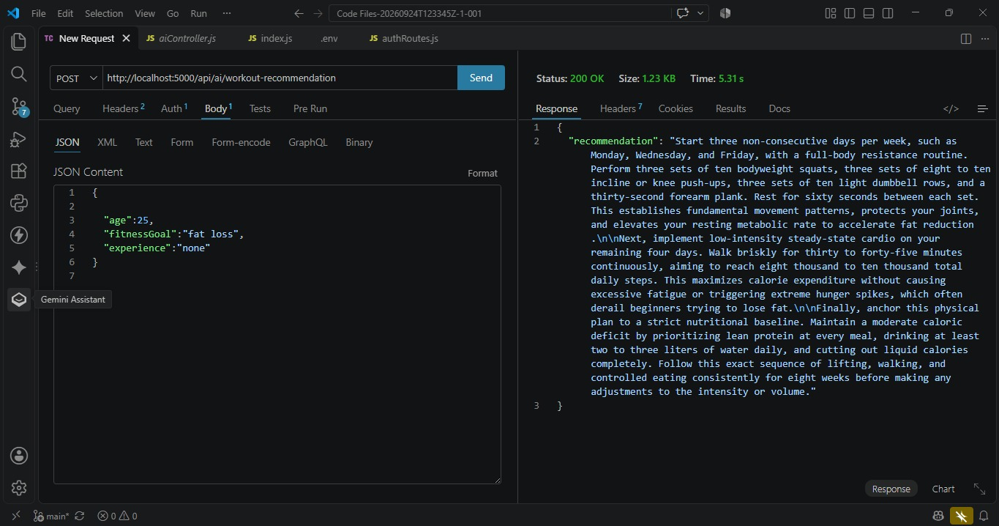 File Edit Selection View Go Run ··· Code Files-20260924T123345Z-1-001
TC New Request JS aiController.js JS index.js .env JS authRoutes.js
POST http://localhost:5000/api/ai/workout-recommendation Send
Status: 200 OK Size: 1.23 KB Time: 5.31 s
Query Headers 2 Auth 1 Body 1 Tests Pre Run
Response Headers 7 Cookies Results Docs </>
JSON XML Text Form Form-encode GraphQL Binary
JSON Content Format
1 {
2
3 "age":25,
4 "fitnessGoal":"fat loss",
5 "experience":"none"
6 }
7
Gemini Assistant
7
1 {
2 "recommendation": "Start three non-consecutive days per week, such as
Monday, Wednesday, and Friday, with a full-body resistance routine.
Perform three sets of ten bodyweight squats, three sets of eight to ten
incline or knee push-ups, three sets of ten light dumbbell rows, and a
thirty-second forearm plank. Rest for sixty seconds between each set.
This establishes fundamental movement patterns, protects your joints,
and elevates your resting metabolic rate to accelerate fat reduction
.\n\nNext, implement low-intensity steady-state cardio on your
remaining four days. Walk briskly for thirty to forty-five minutes
continuously, aiming to reach eight thousand to ten thousand total
daily steps. This maximizes calorie expenditure without causing
excessive fatigue or triggering extreme hunger spikes, which often
derail beginners trying to lose fat.\n\nFinally, anchor this physical
plan to a strict nutritional baseline. Maintain a moderate caloric
deficit by prioritizing lean protein at every meal, drinking at least
two to three liters of water daily, and cutting out liquid calories
completely. Follow this exact sequence of lifting, walking, and
controlled eating consistently for eight weeks before making any
adjustments to the intensity or volume."
3 }
Response Chart
main* 0 0